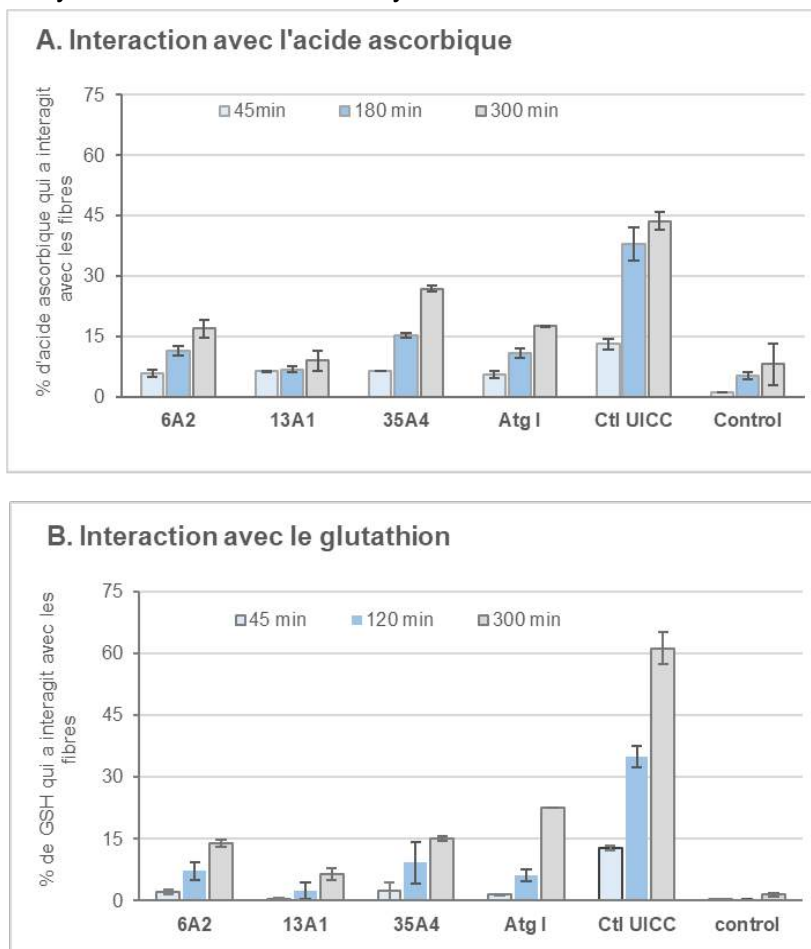 A. Interaction avec l'acide ascorbique
% d'acide ascorbique qui a interagit
avec les fibres
75
60
45
30
15
0
45min 180 min 300 min
6A2 13A1 35A4 Atg I Ctl UICC Control
B. Interaction avec le glutathion
% de GSH qui a interagit avec les
fibres
75
60
45
30
15
0
45 min 120 min 300 min
6A2 13A1 35A4 Atg I Ctl UICC control